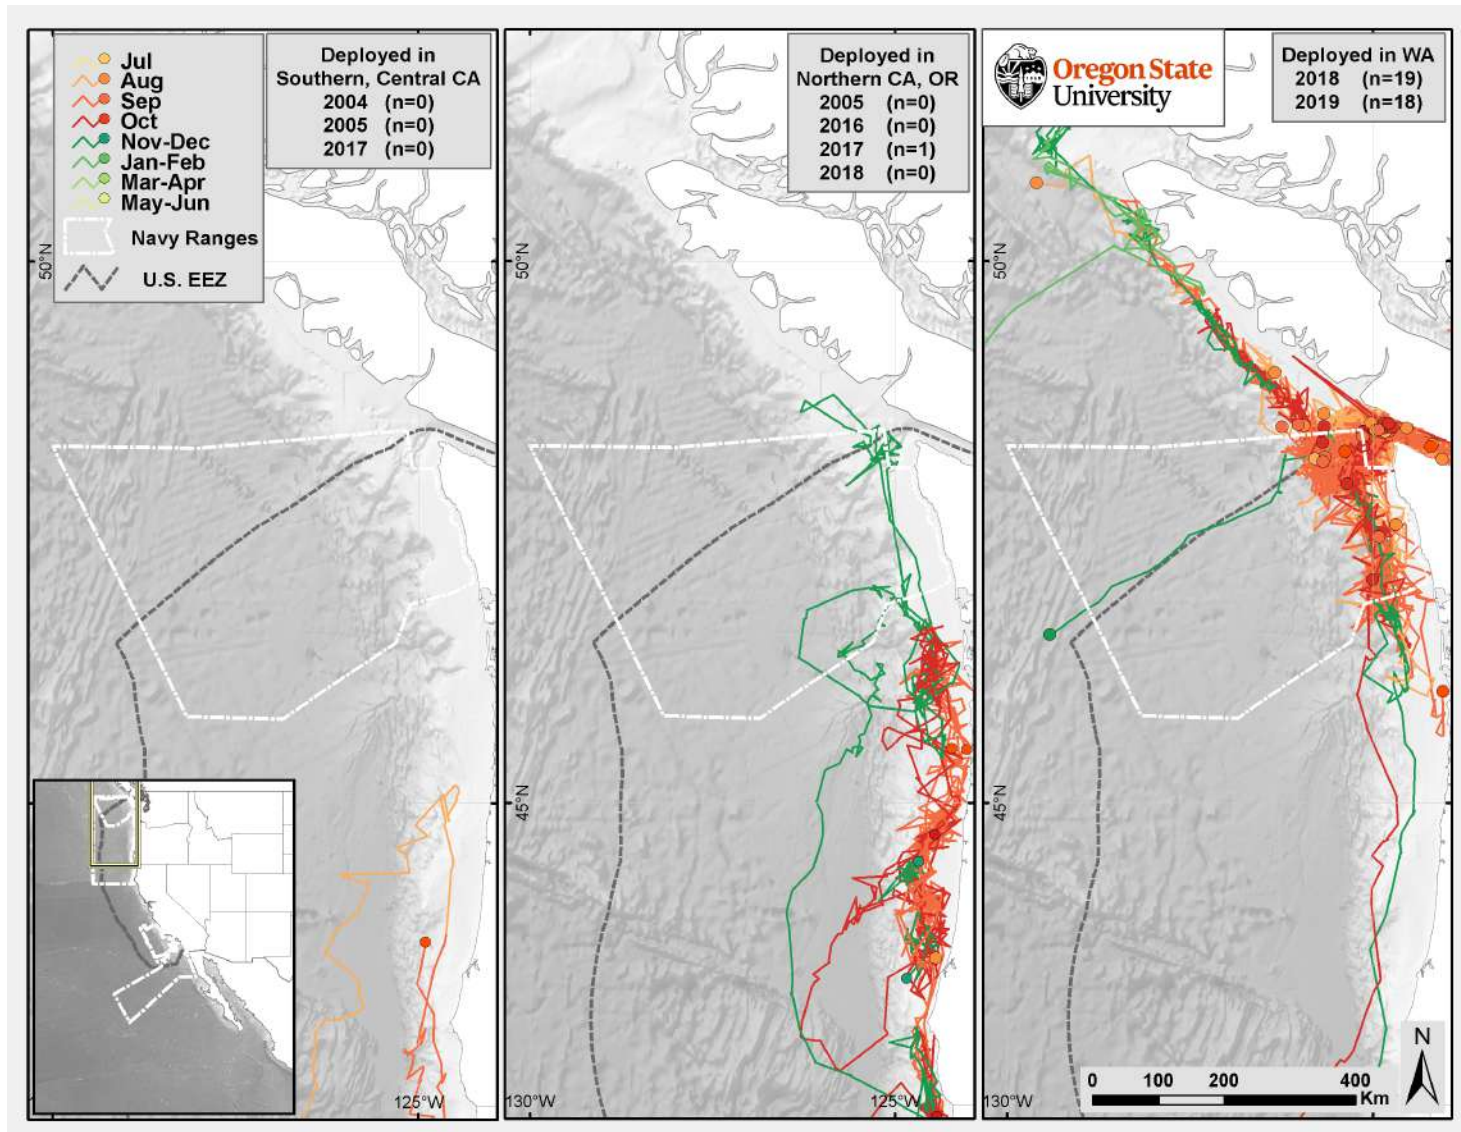 Jul
Aug
Sep
Oct
Nov-Dec
Jan-Feb
Mar-Apr
May-Jun
Navy Ranges
U.S. EEZ
Deployed in
Southern, Central CA
2004 (n=0)
2005 (n=0)
2017 (n=0)
50°N
125°W
Deployed in
Northern CA, OR
2005 (n=0)
2016 (n=0)
2017 (n=1)
2018 (n=0)
50°N
45°N
130°W
125°W
Oregon State
University
Deployed in WA
2018 (n=19)
2019 (n=18)
50°N
45°N
130°W
N
0 100 200 400
Km